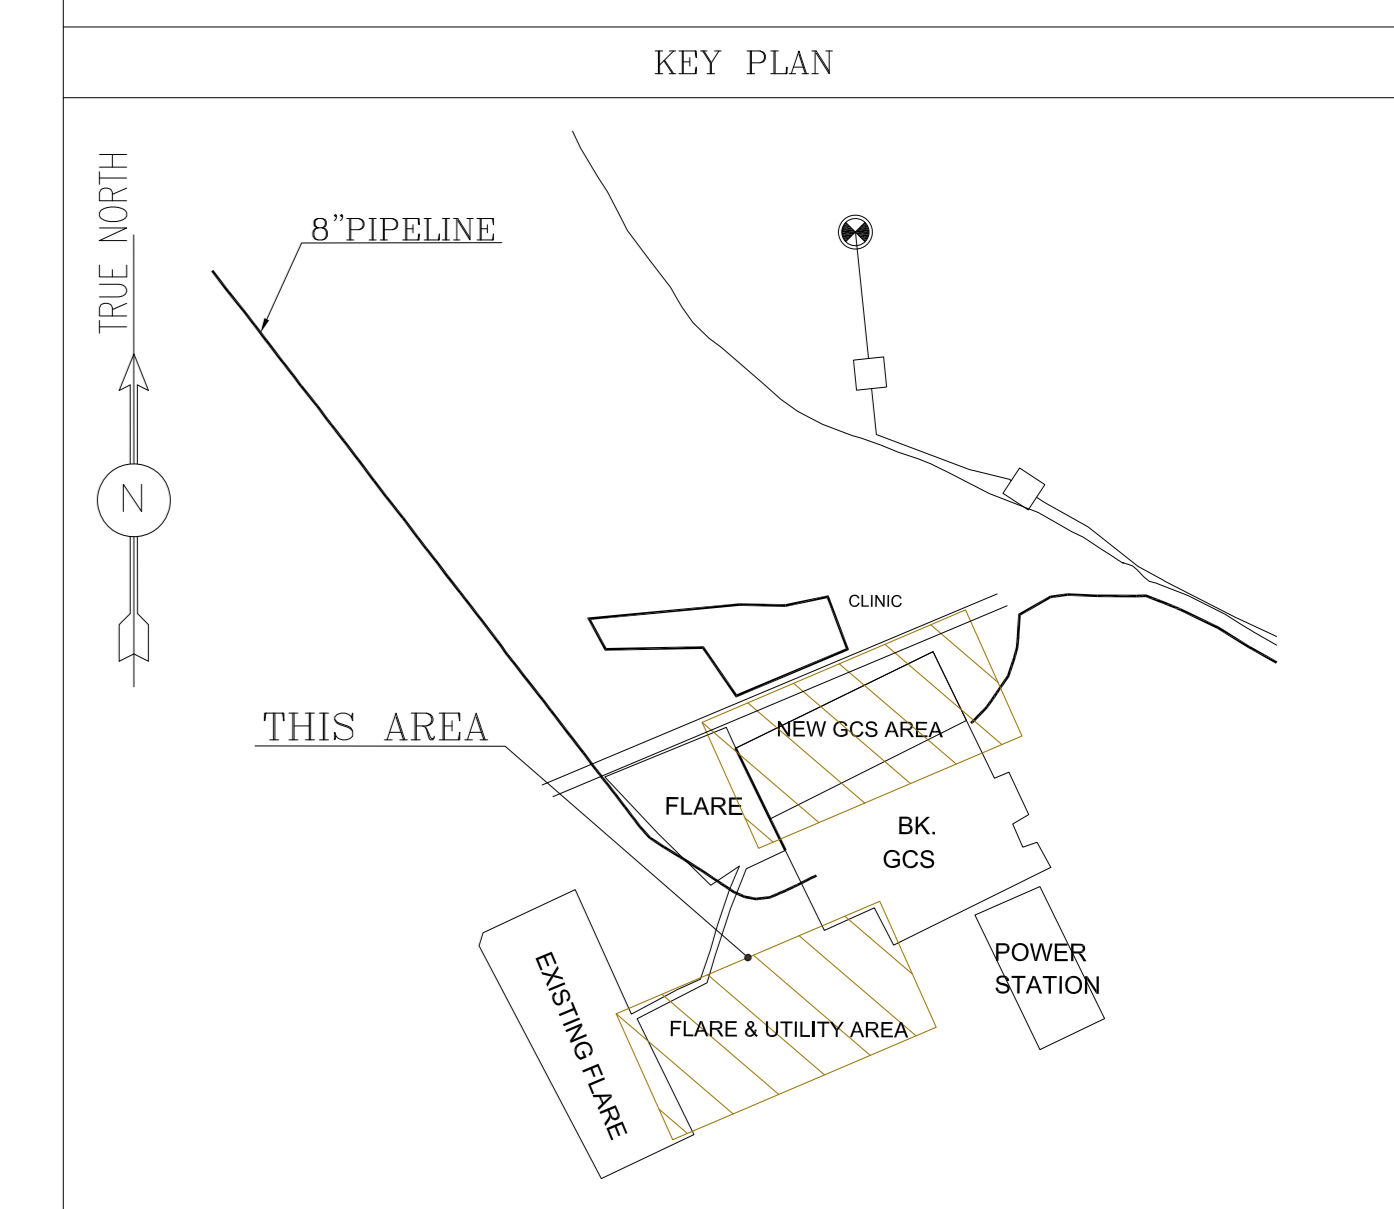 KEY PLAN
TRUE NORTH
8"PIPELINE
N
CLINIC
THIS AREA
NEW GCS AREA
FLARE
BK.
GCS
POWER
STATION
EXISTING FLARE
FLARE & UTILITY AREA